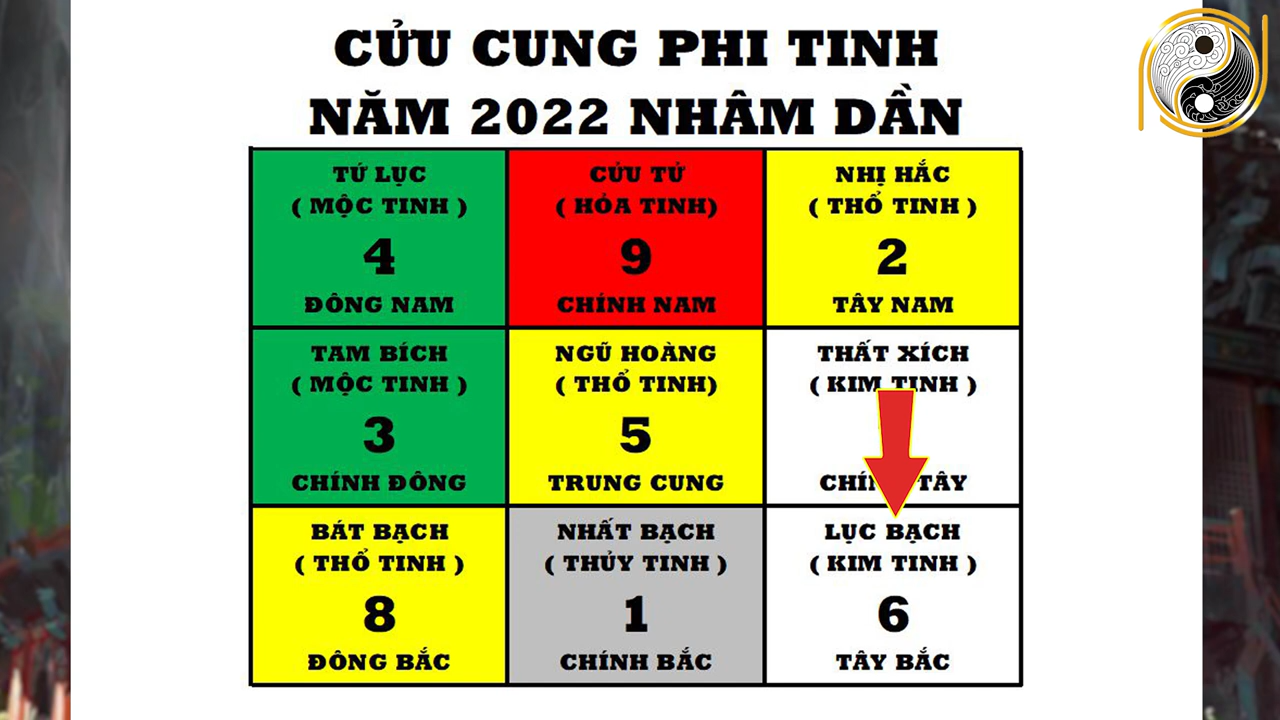 CỬU CUNG PHI TINH
NĂM 2022 NHÂM DẦN
TỨ LỤC
( MỘC TINH )
4
ĐÔNG NAM
CỬU TỬ
( HỎA TINH)
9
CHÍNH NAM
NHỊ HẮC
( THỔ TINH )
2
TÂY NAM
TAM BÍCH
( MỘC TINH )
3
CHÍNH ĐÔNG
NGŨ HOÀNG
( THỔ TINH)
5
TRUNG CUNG
THẤT XÍCH
( KIM TINH )
TÂY
BÁT BẠCH
( THỔ TINH )
8
ĐÔNG BẮC
NHẤT BẠCH
( THỦY TINH )
1
CHÍNH BẮC
LỤC BẠCH
( KIM TINH )
6
TÂY BẮC